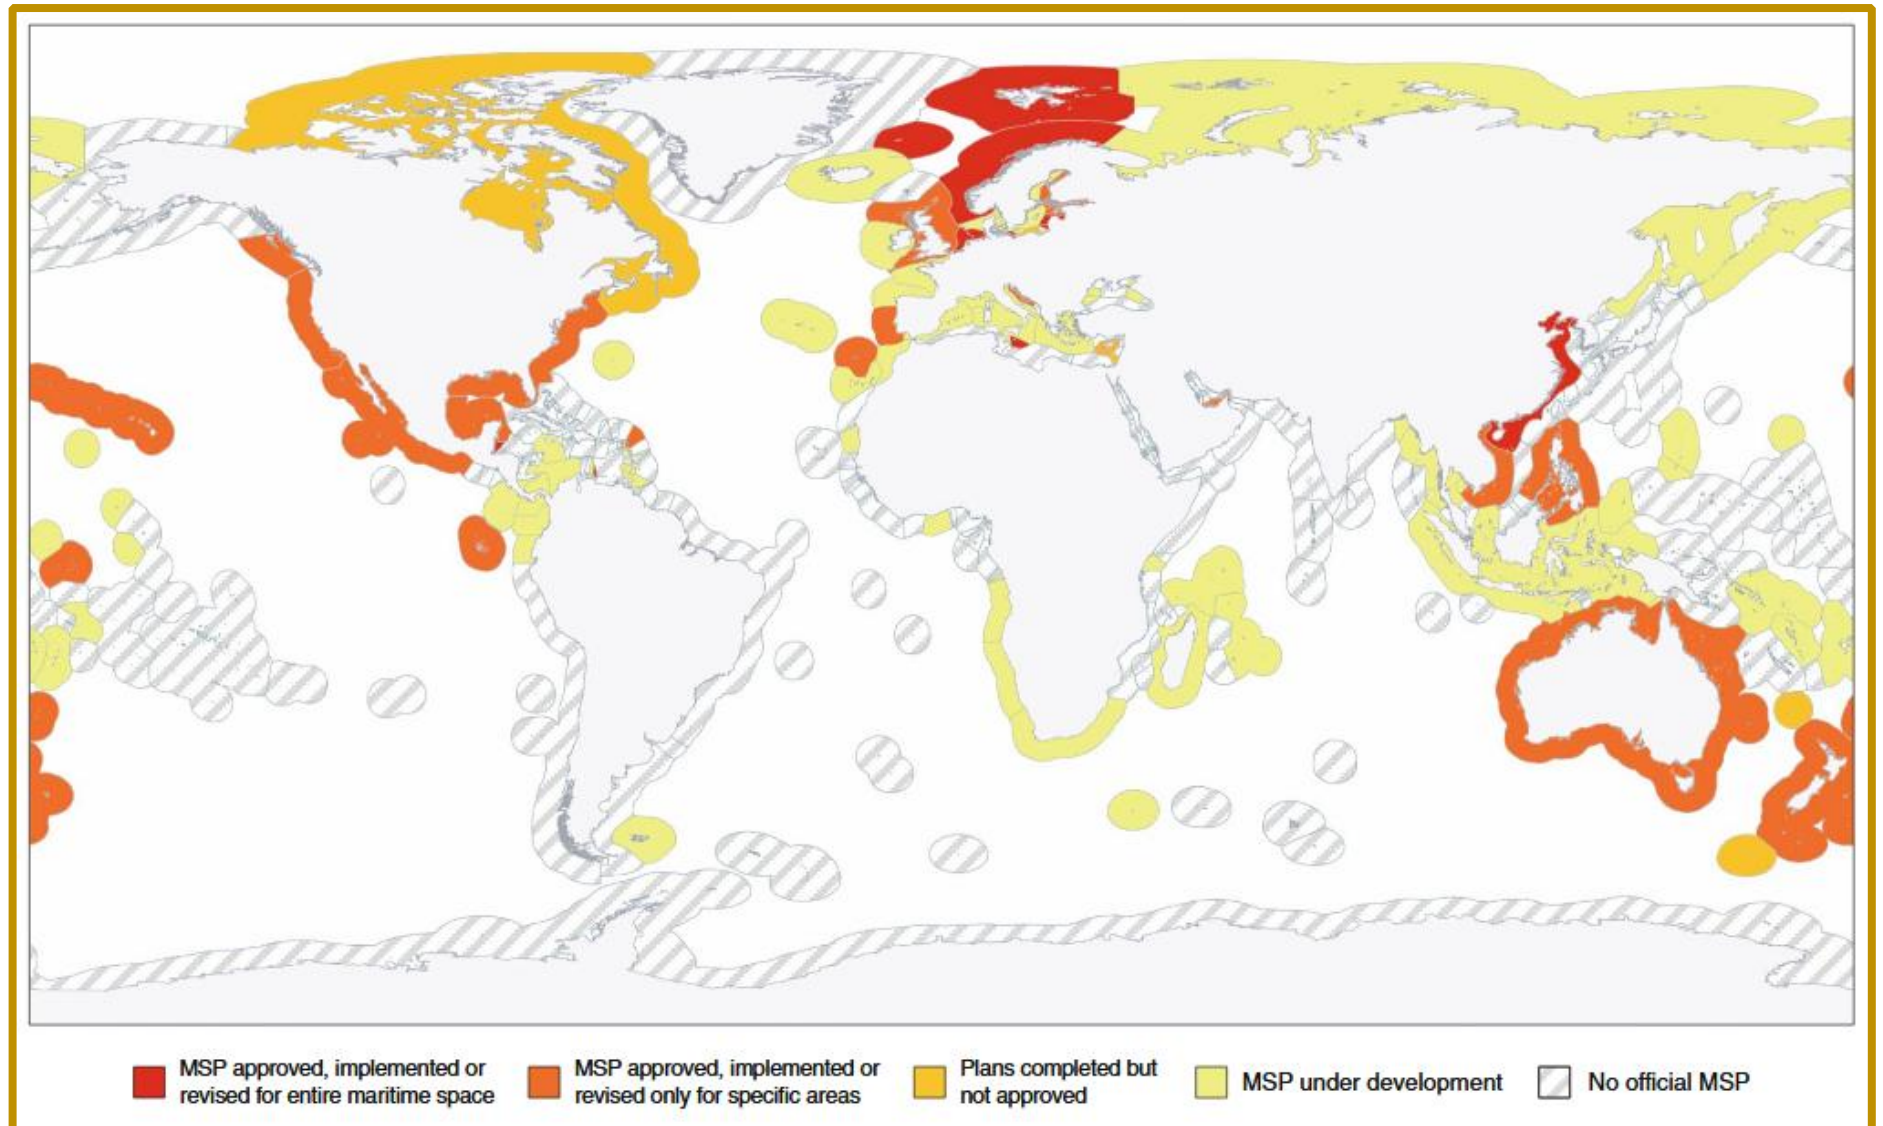 MSP approved, implemented or
revised for entire maritime space
MSP approved, implemented or
revised only for specific areas
Plans completed but
not approved
MSP under development
No official MSP